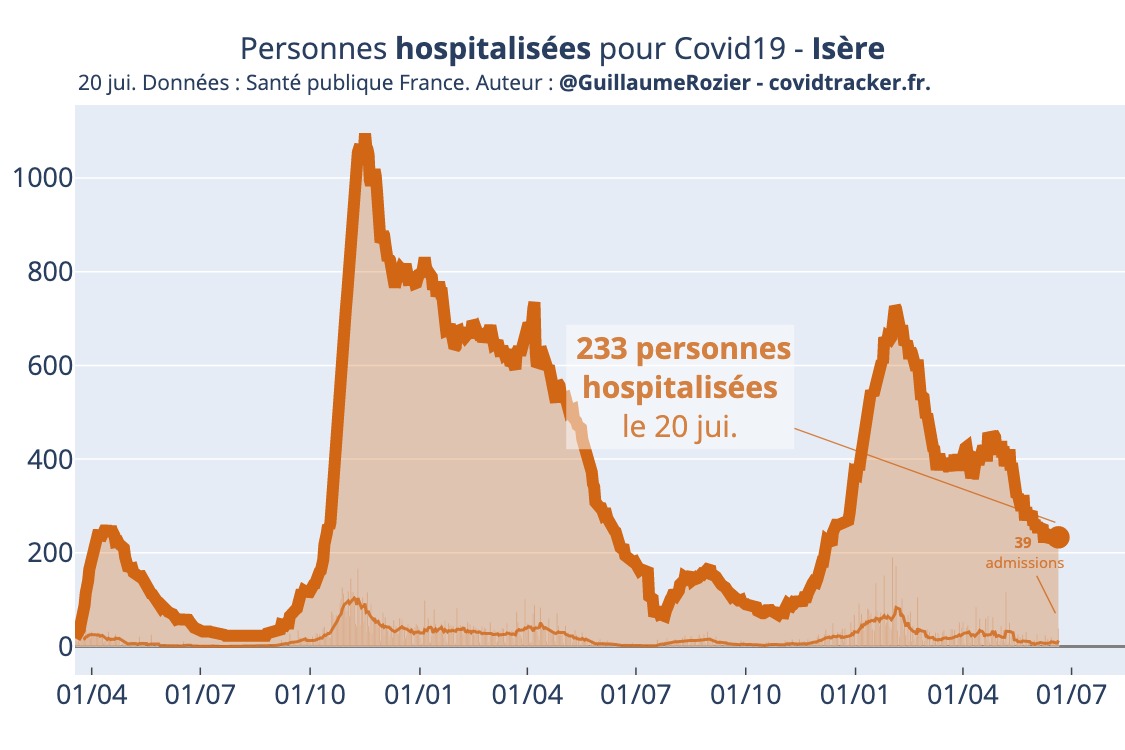 Personnes hospitalisées pour Covid19 - Isère
20 jui. Données : Santé publique France. Auteur : @GuillaumeRozier - covidtracker.fr.
1000
800
600
400
200
0
233 personnes
hospitalisées
le 20 jui.
39
admissions
01/04 01/07 01/10 01/01 01/04 01/07 01/10 01/01 01/04 01/07